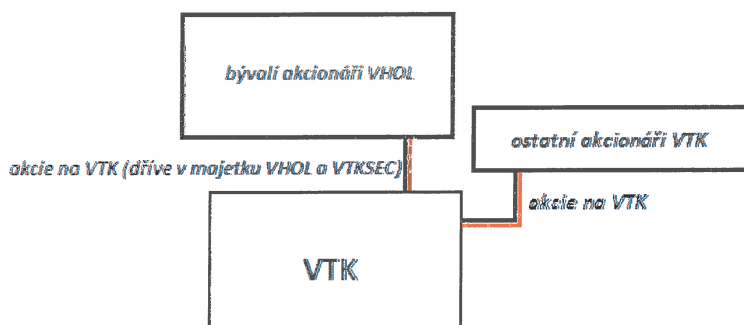 bývalí akcionáři VHOL
ostatní akcionáři VTK
akcie na VTK (dříve v majetku VHOL a VTKSEC)
akcie na VTK
VTK